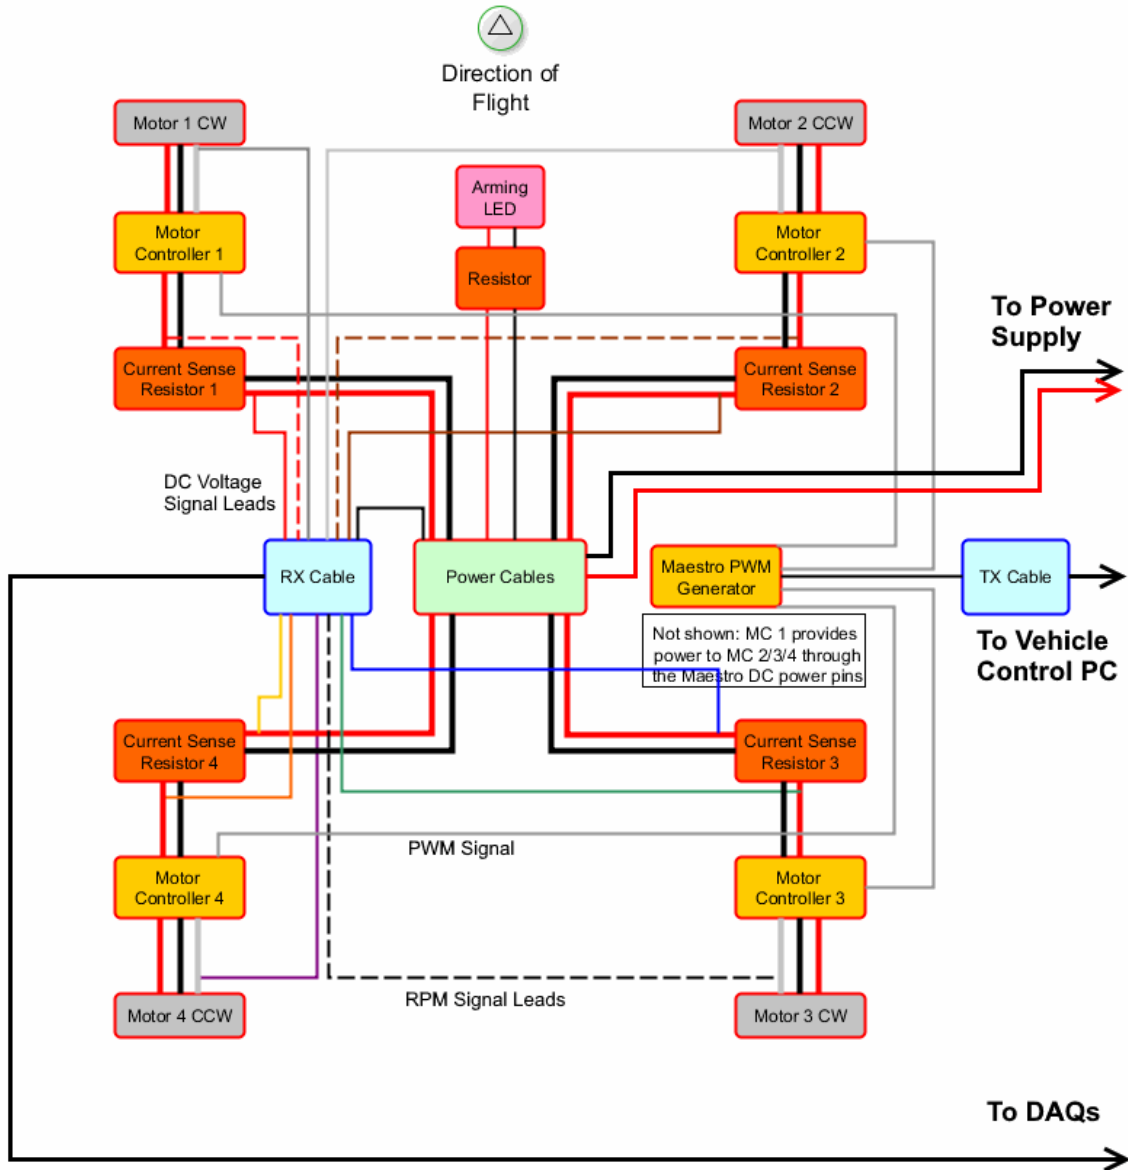 Direction of
Flight
Motor 1 CW
Motor 2 CCW
Arming
LED
Motor
Controller 1
Motor
Controller 2
Resistor
To Power
Supply
Current Sense
Resistor 1
Current Sense
Resistor 2
DC Voltage
Signal Leads
RX Cable
Power Cables
Maestro PWM
Generator
TX Cable
Not shown: MC 1 provides
power to MC 2/3/4 through
the Maestro DC power pins
To Vehicle
Control PC
Current Sense
Resistor 4
Current Sense
Resistor 3
PWM Signal
Motor
Controller 4
Motor
Controller 3
RPM Signal Leads
Motor 4 CCW
Motor 3 CW
To DAQs